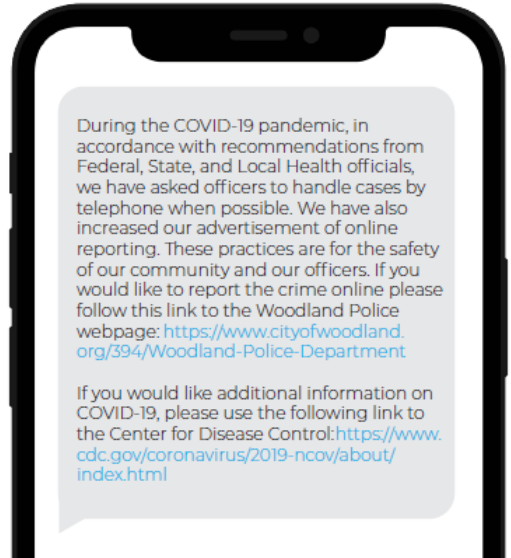 During the COVID-19 pandemic, in
accordance with recommendations from
Federal, State, and Local Health officials,
we have asked officers to handle cases by
telephone when possible. We have also
increased our advertisement of online
reporting. These practices are for the safety
of our community and our officers. If you
would like to report the crime online please
follow this link to the Woodland Police
webpage: https://www.cityofwoodland.
org/394/Woodland-Police-Department
If you would like additional information on
COVID-19, please use the following link to
the Center for Disease Control:https://www.
cdc.gov/coronavirus/2019-ncov/about/
index.html